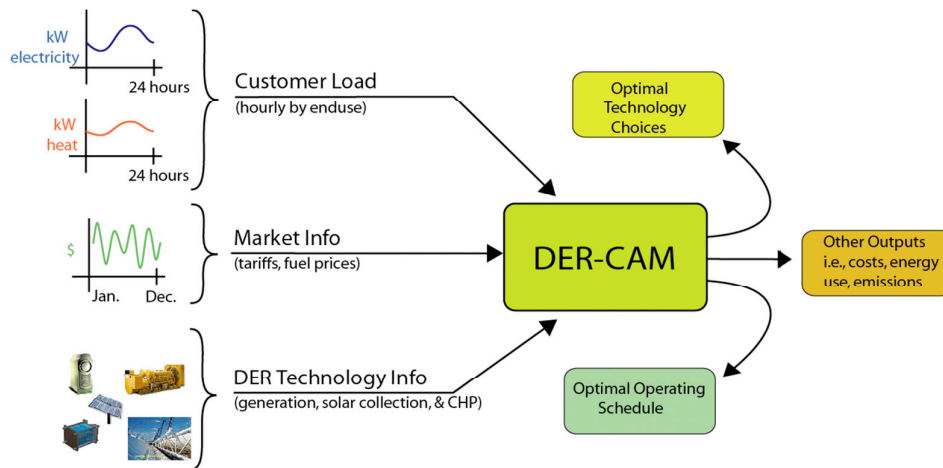 kW
electricity
24 hours
kW
heat
24 hours
Customer Load
(hourly by enduse)
$
Jan.
Dec.
Market Info
(tariffs, fuel prices)
DER Technology Info
(generation, solar collection, & CHP)
DER-CAM
Optimal
Technology
Choices
Other Outputs
i.e., costs, energy
use, emissions
Optimal Operating
Schedule